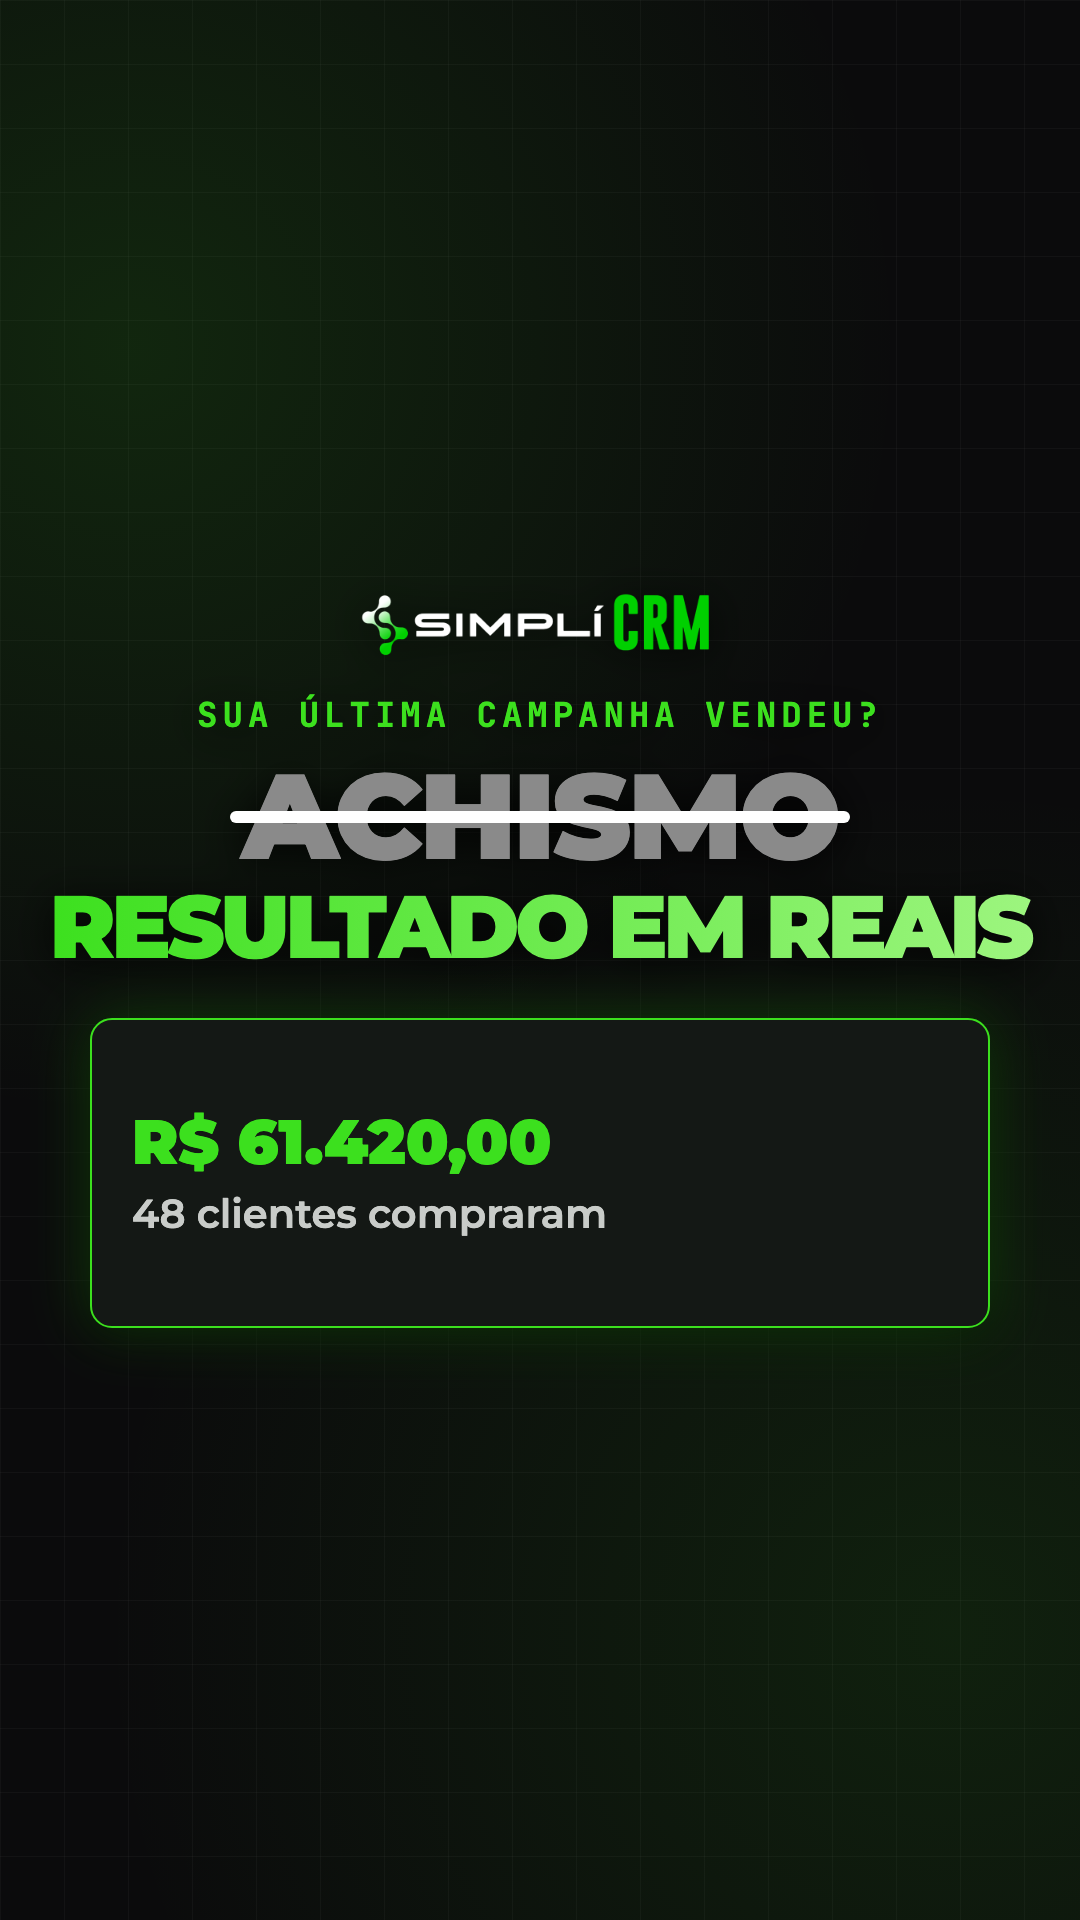 SIMPLÍ CRM
SUA ÚLTIMA CAMPANHA VENDEU?
ACHISMO
RESULTADO EM REAIS
R$ 61.420,00
48 clientes compraram